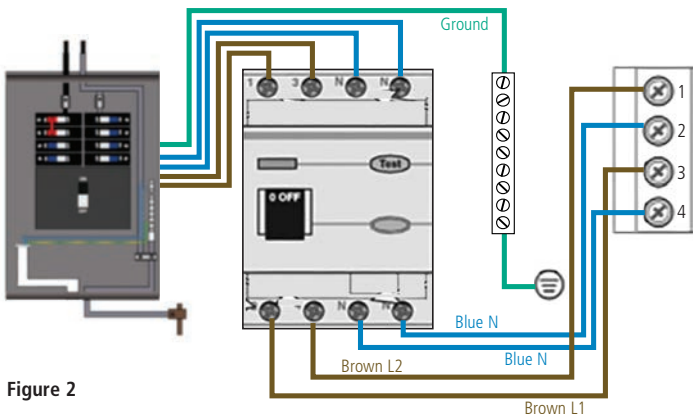 Ground
1 3 N N
Test
0 OFF
N N
1
2
3
4
Blue N
Blue N
Brown L2
Brown L1
Figure 2